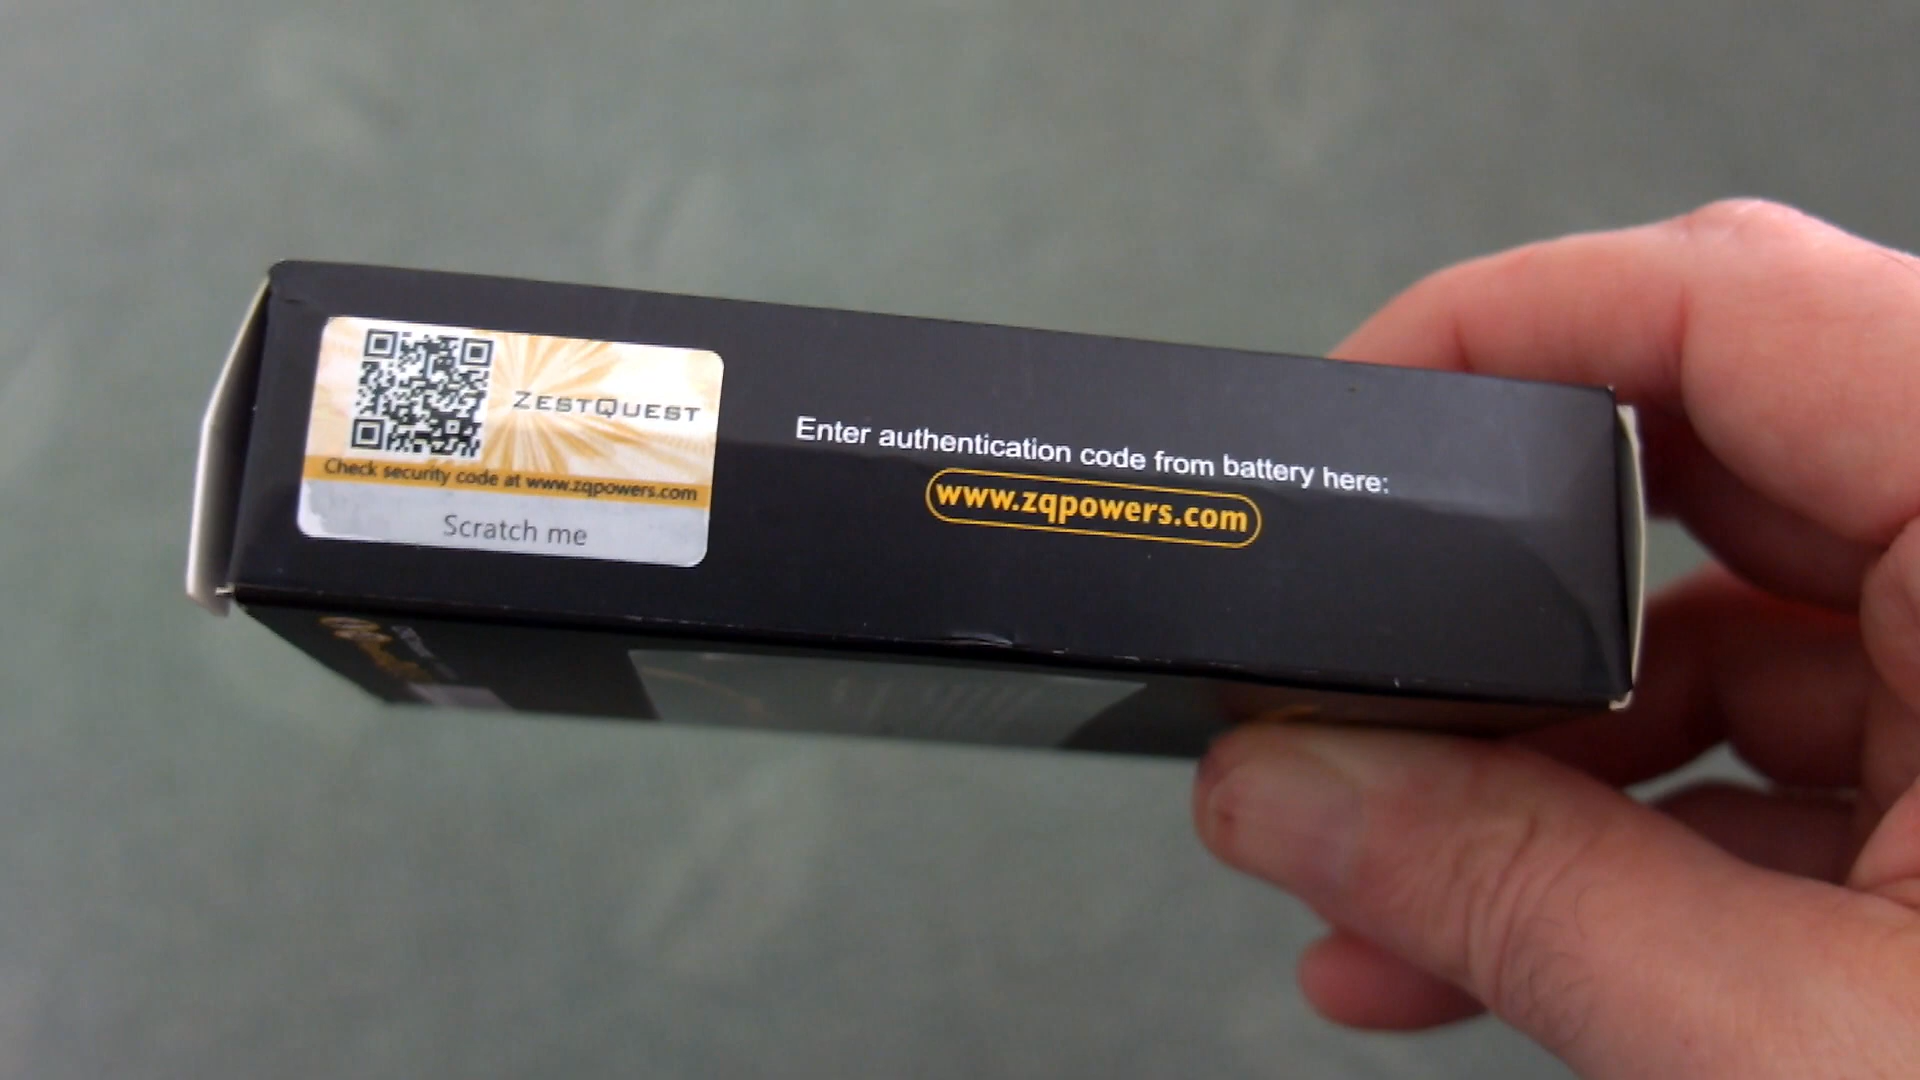 ZESTQUEST
Check security code at www.zqpowers.com
Scratch me
Enter authentication code from battery here:
www.zqpowers.com